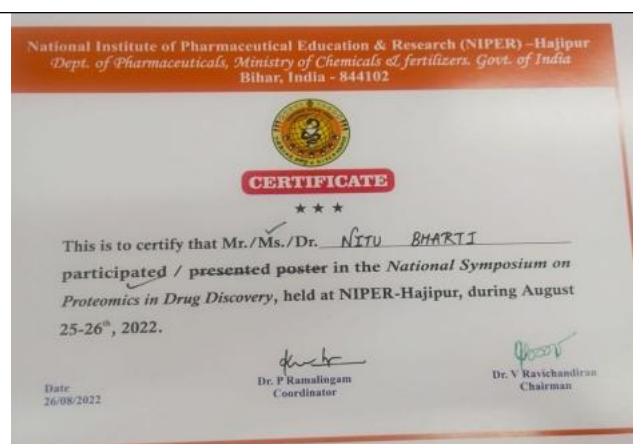 National Institute of Pharmaceutical Education & Research (NIPER) –Hajipur
Dept. of Pharmaceuticals, Ministry of Chemicals & fertilizers. Govt. of India
Bihar, India - 844102
CERTIFICATE
This is to certify that Mr./Ms./Dr. NITU BHARTI
participated / presented poster in the National Symposium on
Proteomics in Drug Discovery, held at NIPER-Hajipur, during August
25-26th, 2022.
Date
26/08/2022
Dr. P Ramalingam
Coordinator
Dr. V Ravichandiran
Chairman